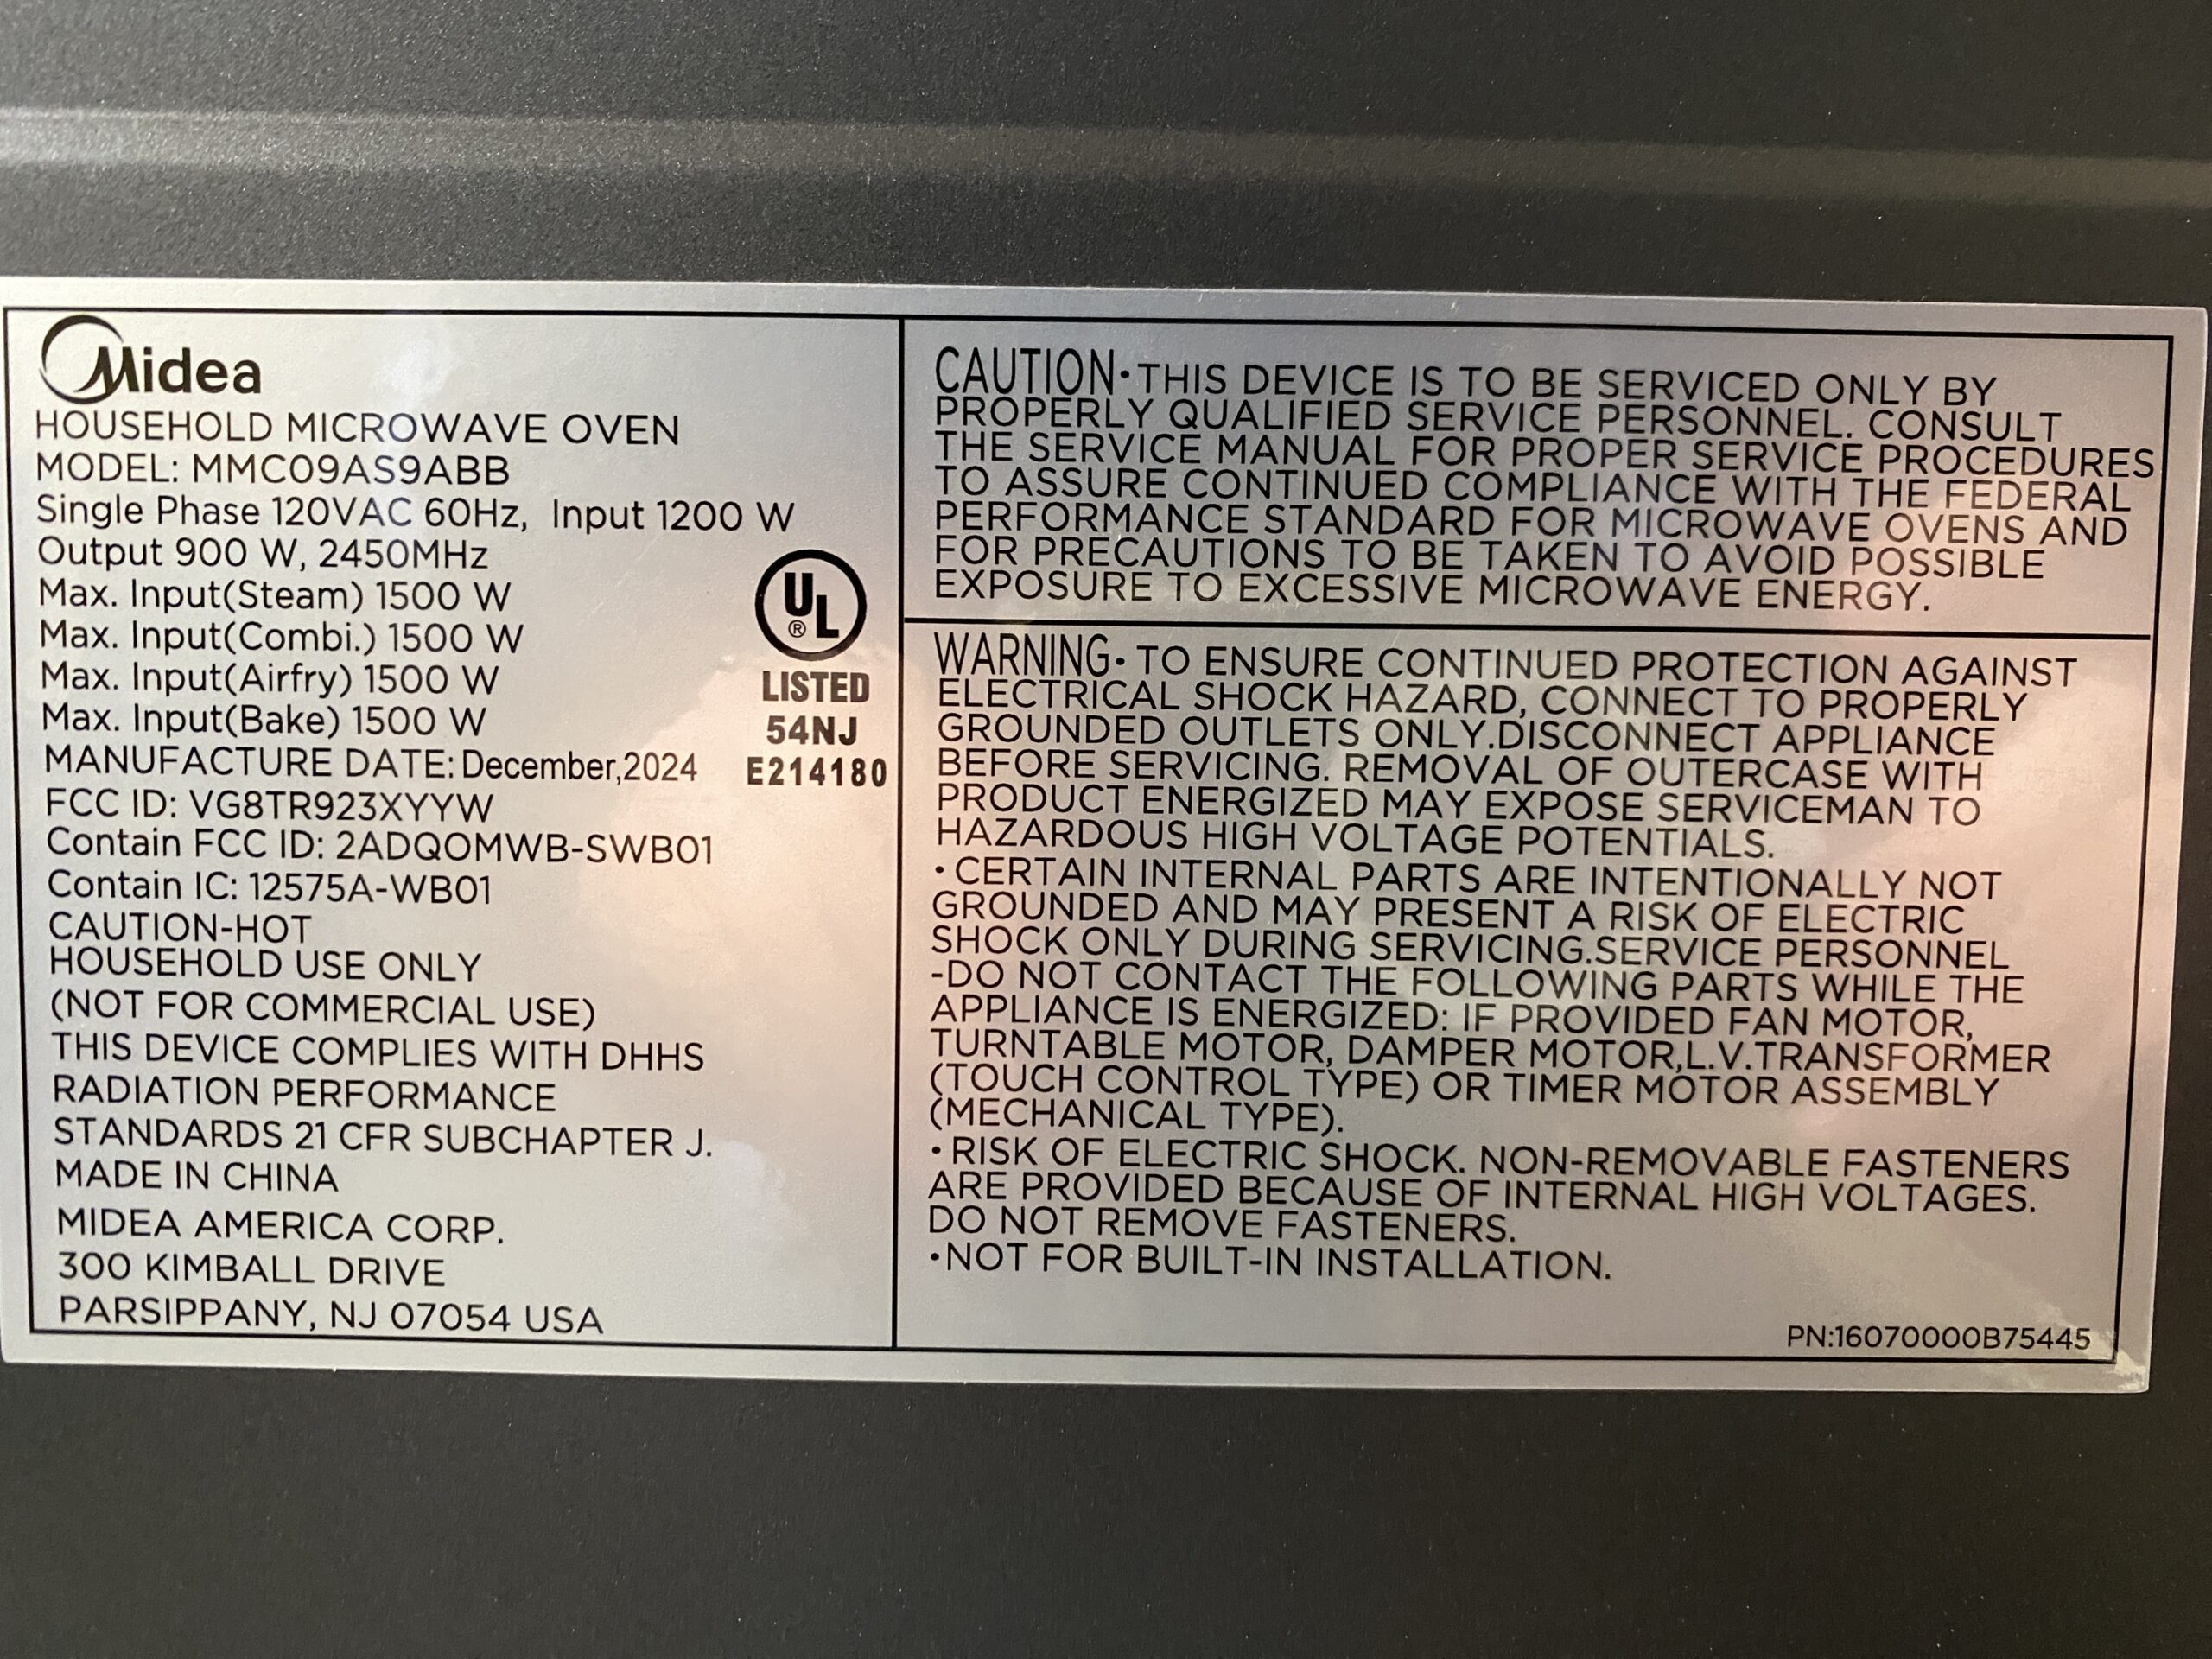 Midea
HOUSEHOLD MICROWAVE OVEN
MODEL: MMC09AS9ABB
Single Phase 120VAC 60Hz, Input 1200 W
Output 900 W, 2450MHz
Max. Input(Steam) 1500 W
Max. Input(Combi.) 1500 W
Max. Input(Airfry) 1500 W
Max. Input(Bake) 1500 W
MANUFACTURE DATE: December,2024
FCC ID: VG8TR923XYYW
Contain FCC ID: 2ADQOMWB-SWB01
Contain IC: 12575A-WB01
CAUTION-HOT
HOUSEHOLD USE ONLY
(NOT FOR COMMERCIAL USE)
THIS DEVICE COMPLIES WITH DHHS
RADIATION PERFORMANCE
STANDARDS 21 CFR SUBCHAPTER J.
MADE IN CHINA
MIDEA AMERICA CORP.
300 KIMBALL DRIVE
PARSIPPANY, NJ 07054 USA
UL
®
LISTED
54NJ
E214180
CAUTION·THIS DEVICE IS TO BE SERVICED ONLY BY
PROPERLY QUALIFIED SERVICE PERSONNEL. CONSULT
THE SERVICE MANUAL FOR PROPER SERVICE PROCEDURES
TO ASSURE CONTINUED COMPLIANCE WITH THE FEDERAL
PERFORMANCE STANDARD FOR MICROWAVE OVENS AND
FOR PRECAUTIONS TO BE TAKEN TO AVOID POSSIBLE
EXPOSURE TO EXCESSIVE MICROWAVE ENERGY.
WARNING· TO ENSURE CONTINUED PROTECTION AGAINST
ELECTRICAL SHOCK HAZARD, CONNECT TO PROPERLY
GROUNDED OUTLETS ONLY.DISCONNECT APPLIANCE
BEFORE SERVICING. REMOVAL OF OUTERCASE WITH
PRODUCT ENERGIZED MAY EXPOSE SERVICEMAN TO
HAZARDOUS HIGH VOLTAGE POTENTIALS.
·CERTAIN INTERNAL PARTS ARE INTENTIONALLY NOT
GROUNDED AND MAY PRESENT A RISK OF ELECTRIC
SHOCK ONLY DURING SERVICING.SERVICE PERSONNEL
-DO NOT CONTACT THE FOLLOWING PARTS WHILE THE
APPLIANCE IS ENERGIZED: IF PROVIDED FAN MOTOR,
TURNTABLE MOTOR, DAMPER MOTOR,L.V.TRANSFORMER
(TOUCH CONTROL TYPE) OR TIMER MOTOR ASSEMBLY
(MECHANICAL TYPE).
·RISK OF ELECTRIC SHOCK. NON-REMOVABLE FASTENERS
ARE PROVIDED BECAUSE OF INTERNAL HIGH VOLTAGES.
DO NOT REMOVE FASTENERS.
·NOT FOR BUILT-IN INSTALLATION.
PN:16070000B75445